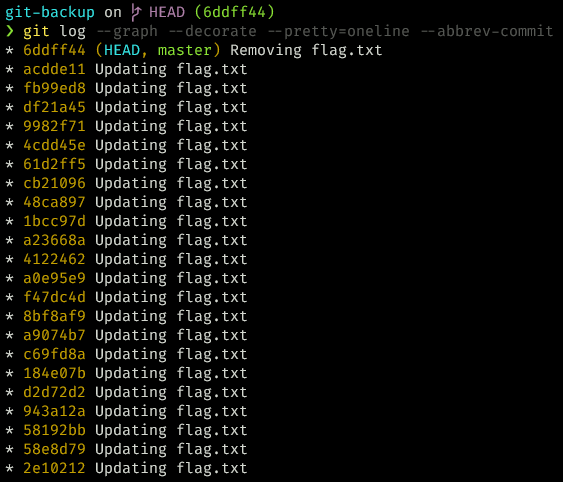 git-backup on HEAD (6ddff44)
❯ git log --graph --decorate --pretty=oneline --abbrev-commit
* 6ddff44 (HEAD, master) Removing flag.txt
* acdde11 Updating flag.txt
* fb99ed8 Updating flag.txt
* df21a45 Updating flag.txt
* 9982f71 Updating flag.txt
* 4cdd45e Updating flag.txt
* 61d2ff5 Updating flag.txt
* cb21096 Updating flag.txt
* 48ca897 Updating flag.txt
* 1bcc97d Updating flag.txt
* a23668a Updating flag.txt
* 4122462 Updating flag.txt
* a0e95e9 Updating flag.txt
* f47dc4d Updating flag.txt
* 8bf8af9 Updating flag.txt
* a9074b7 Updating flag.txt
* c69fd8a Updating flag.txt
* 184e07b Updating flag.txt
* d2d72d2 Updating flag.txt
* 943a12a Updating flag.txt
* 58192bb Updating flag.txt
* 58e8d79 Updating flag.txt
* 2e10212 Updating flag.txt